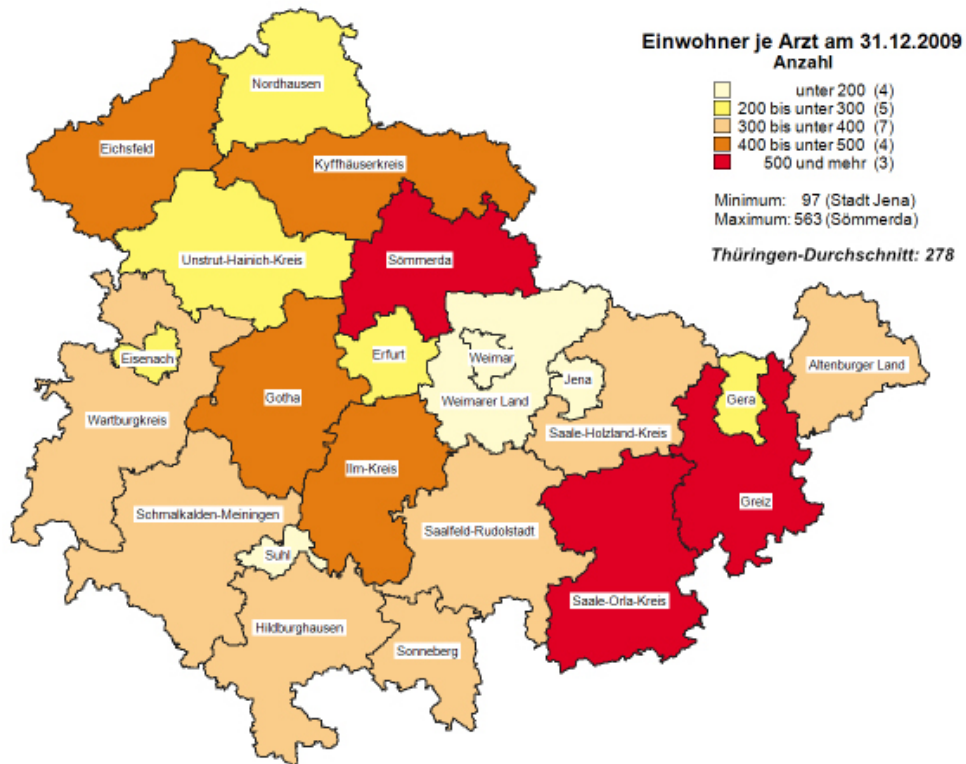 Einwohner je Arzt am 31.12.2009
Anzahl
unter 200 (4)
200 bis unter 300 (5)
300 bis unter 400 (7)
400 bis unter 500 (4)
500 und mehr (3)
Minimum: 97 (Stadt Jena)
Maximum: 563 (Sömmerda)
Thüringen-Durchschnitt: 278
Nordhausen
Eichsfeld
Kyffhäuserkreis
Unstrut-Hainich-Kreis
Sömmerda
Eisenach
Erfurt
Weimar
Jena
Altenburger Land
Gotha
Weimarer Land
Gera
Wartburgkreis
Saale-Holzland-Kreis
Ilm-Kreis
Greiz
Schmalkalden-Meiningen
Saalfeld-Rudolstadt
Suhl
Saale-Orla-Kreis
Hildburghausen
Sonneberg